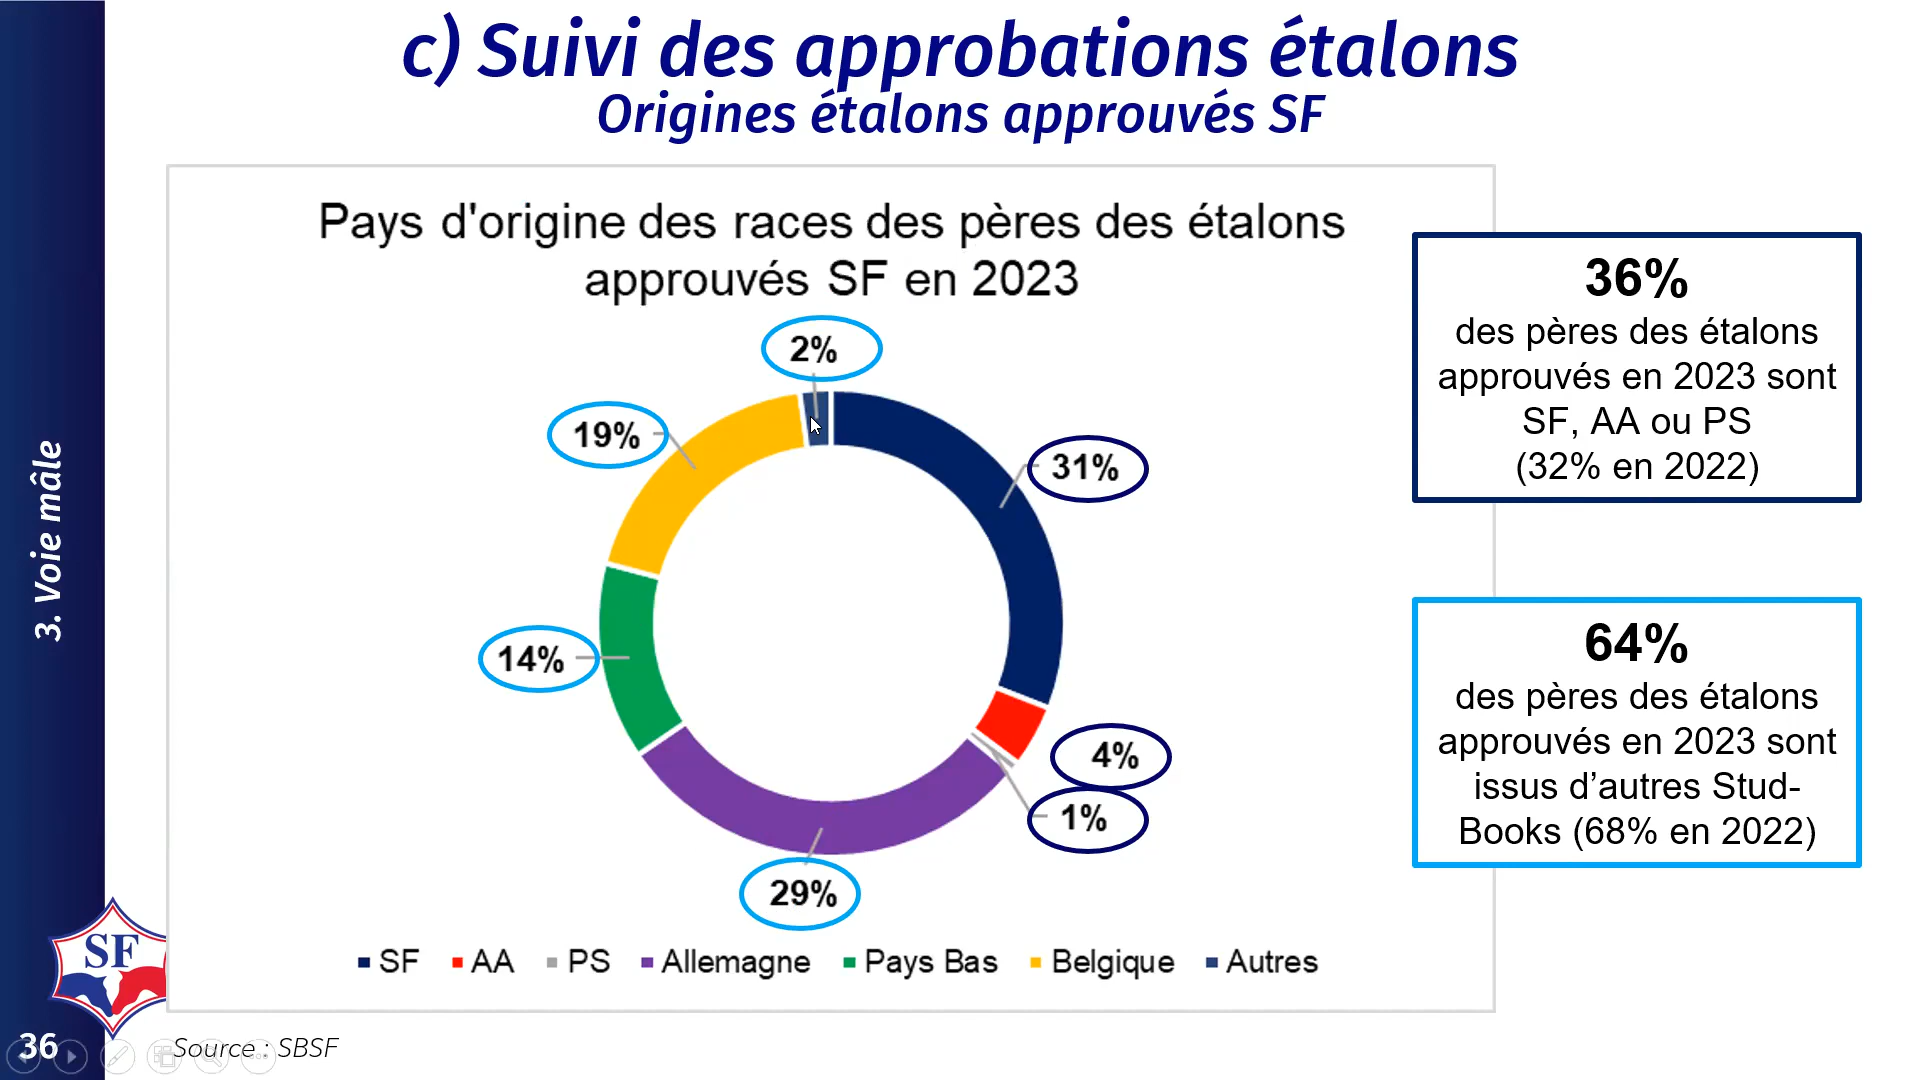 c) Suivi des approbations étalons
Origines étalons approuvés SF
Pays d'origine des races des pères des étalons
approuvés SF en 2023
2%
19%
31%
14%
4%
1%
29%
SF AA PS Allemagne Pays Bas Belgique Autres
36%
des pères des étalons
approuvés en 2023 sont
SF, AA ou PS
(32% en 2022)
64%
des pères des étalons
approuvés en 2023 sont
issus d’autres Stud-
Books (68% en 2022)
3. Voie mâle
SF
36
Source : SBSF